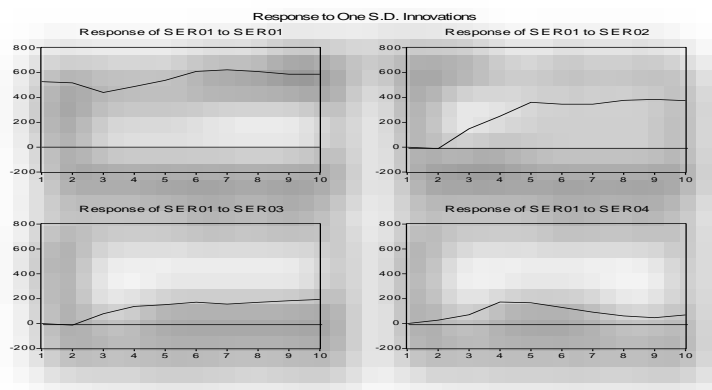 Response to One S.D. Innovations
Response of SER01 to SER01
Response of SER01 to SER02
800
600
400
200
0
-200
1 2 3 4 5 6 7 8 9 10
800
600
400
200
0
-200
1 2 3 4 5 6 7 8 9 10
Response of SER01 to SER03
Response of SER01 to SER04
800
600
400
200
0
-200
1 2 3 4 5 6 7 8 9 10
800
600
400
200
0
-200
1 2 3 4 5 6 7 8 9 10